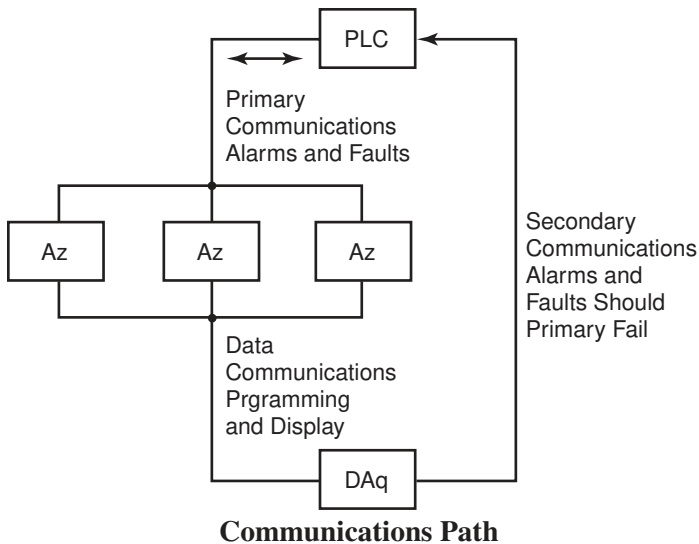 PLC
Primary
Communications
Alarms and Faults
Az
Az
Az
Secondary
Communications
Alarms and
Faults Should
Primary Fail
Data
Communications
Prgramming
and Display
DAq
Communications Path